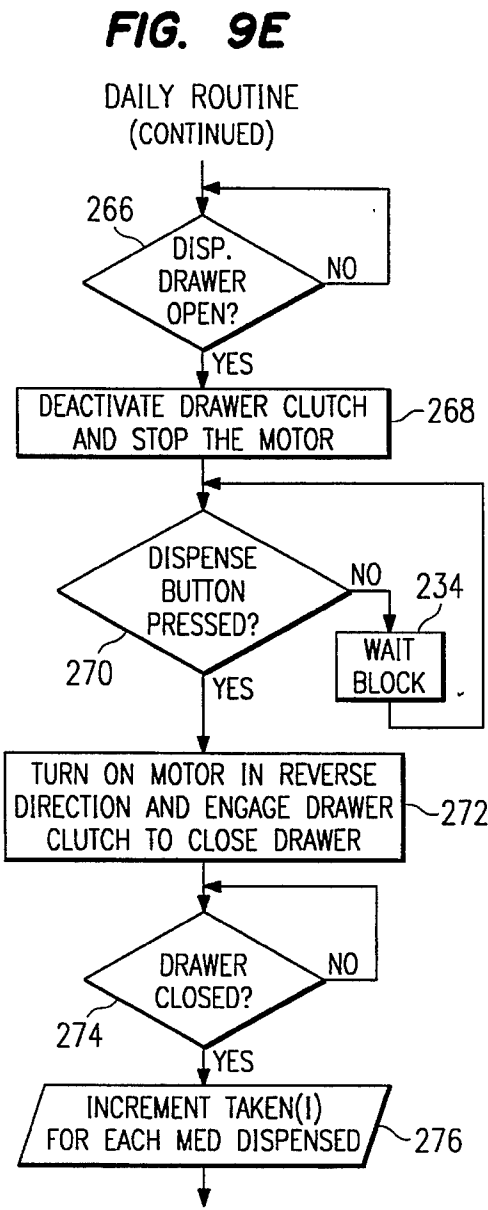 FIG. 9E
DAILY ROUTINE
(CONTINUED)
266
DISP.
DRAWER
OPEN?
NO
YES
DEACTIVATE DRAWER CLUTCH
AND STOP THE MOTOR
268
DISPENSE
BUTTON
PRESSED?
NO
234
270
WAIT
BLOCK
YES
TURN ON MOTOR IN REVERSE
DIRECTION AND ENGAGE DRAWER
CLUTCH TO CLOSE DRAWER
272
DRAWER
CLOSED?
NO
274
YES
INCREMENT TAKEN(I)
FOR EACH MED DISPENSED
276